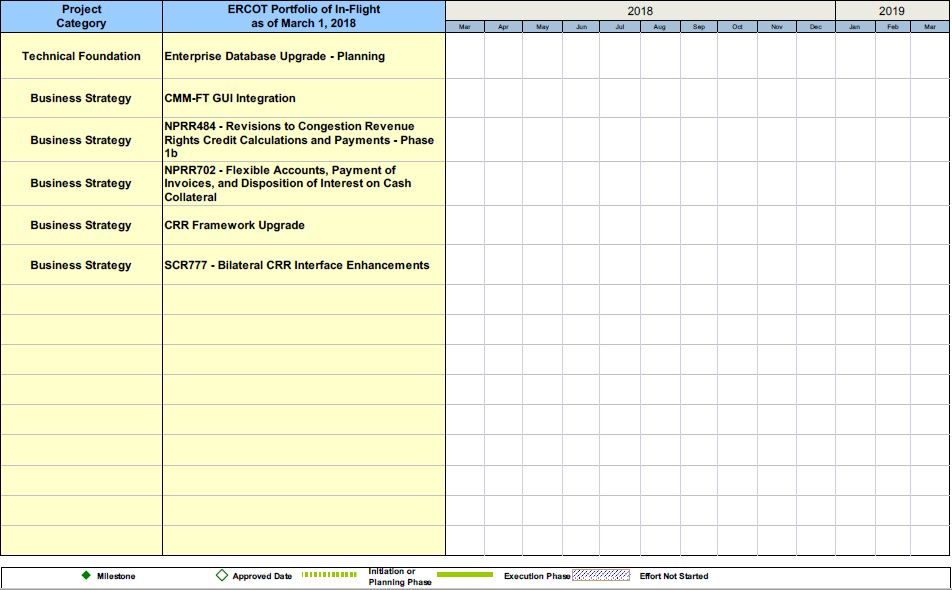 Project
Category
ERCOT Portfolio of In-Flight
as of March 1, 2018
2018
2019
Mar Apr May Jun Jul Aug Sep Oct Nov Dec Jan Feb Mar
Technical Foundation
Enterprise Database Upgrade - Planning
Business Strategy
CMM-FT GUI Integration
Business Strategy
NPRR484 - Revisions to Congestion Revenue
Rights Credit Calculations and Payments - Phase
1b
Business Strategy
NPRR702 - Flexible Accounts, Payment of
Invoices, and Disposition of Interest on Cash
Collateral
Business Strategy
CRR Framework Upgrade
Business Strategy
SCR777 - Bilateral CRR Interface Enhancements
Milestone
Approved Date
Initiation or
Planning Phase
Execution Phase
Effort Not Started